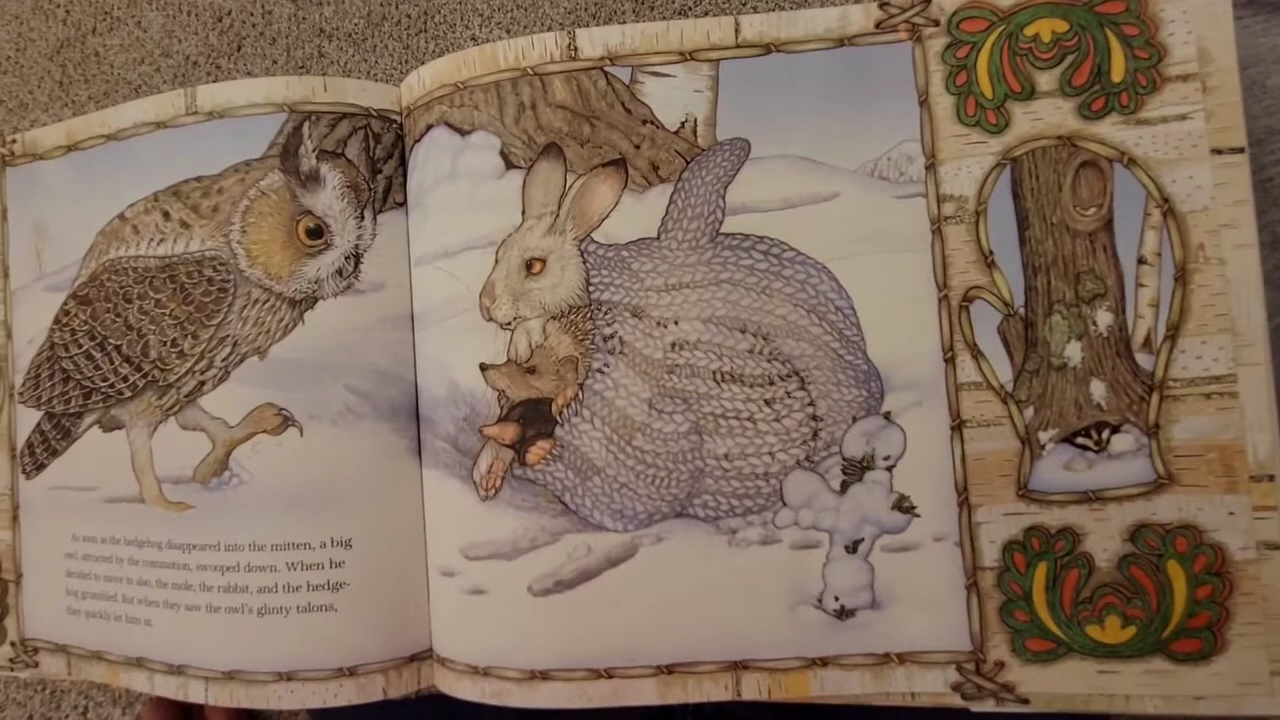 As soon as the hedgehog disappeared into the mitten, a big
owl, attracted by the commotion, swooped down. When he
decided to move in also, the mole, the rabbit, and the hedge-
hog grumbled. But when they saw the owl's glinty talons,
they quickly let him in.